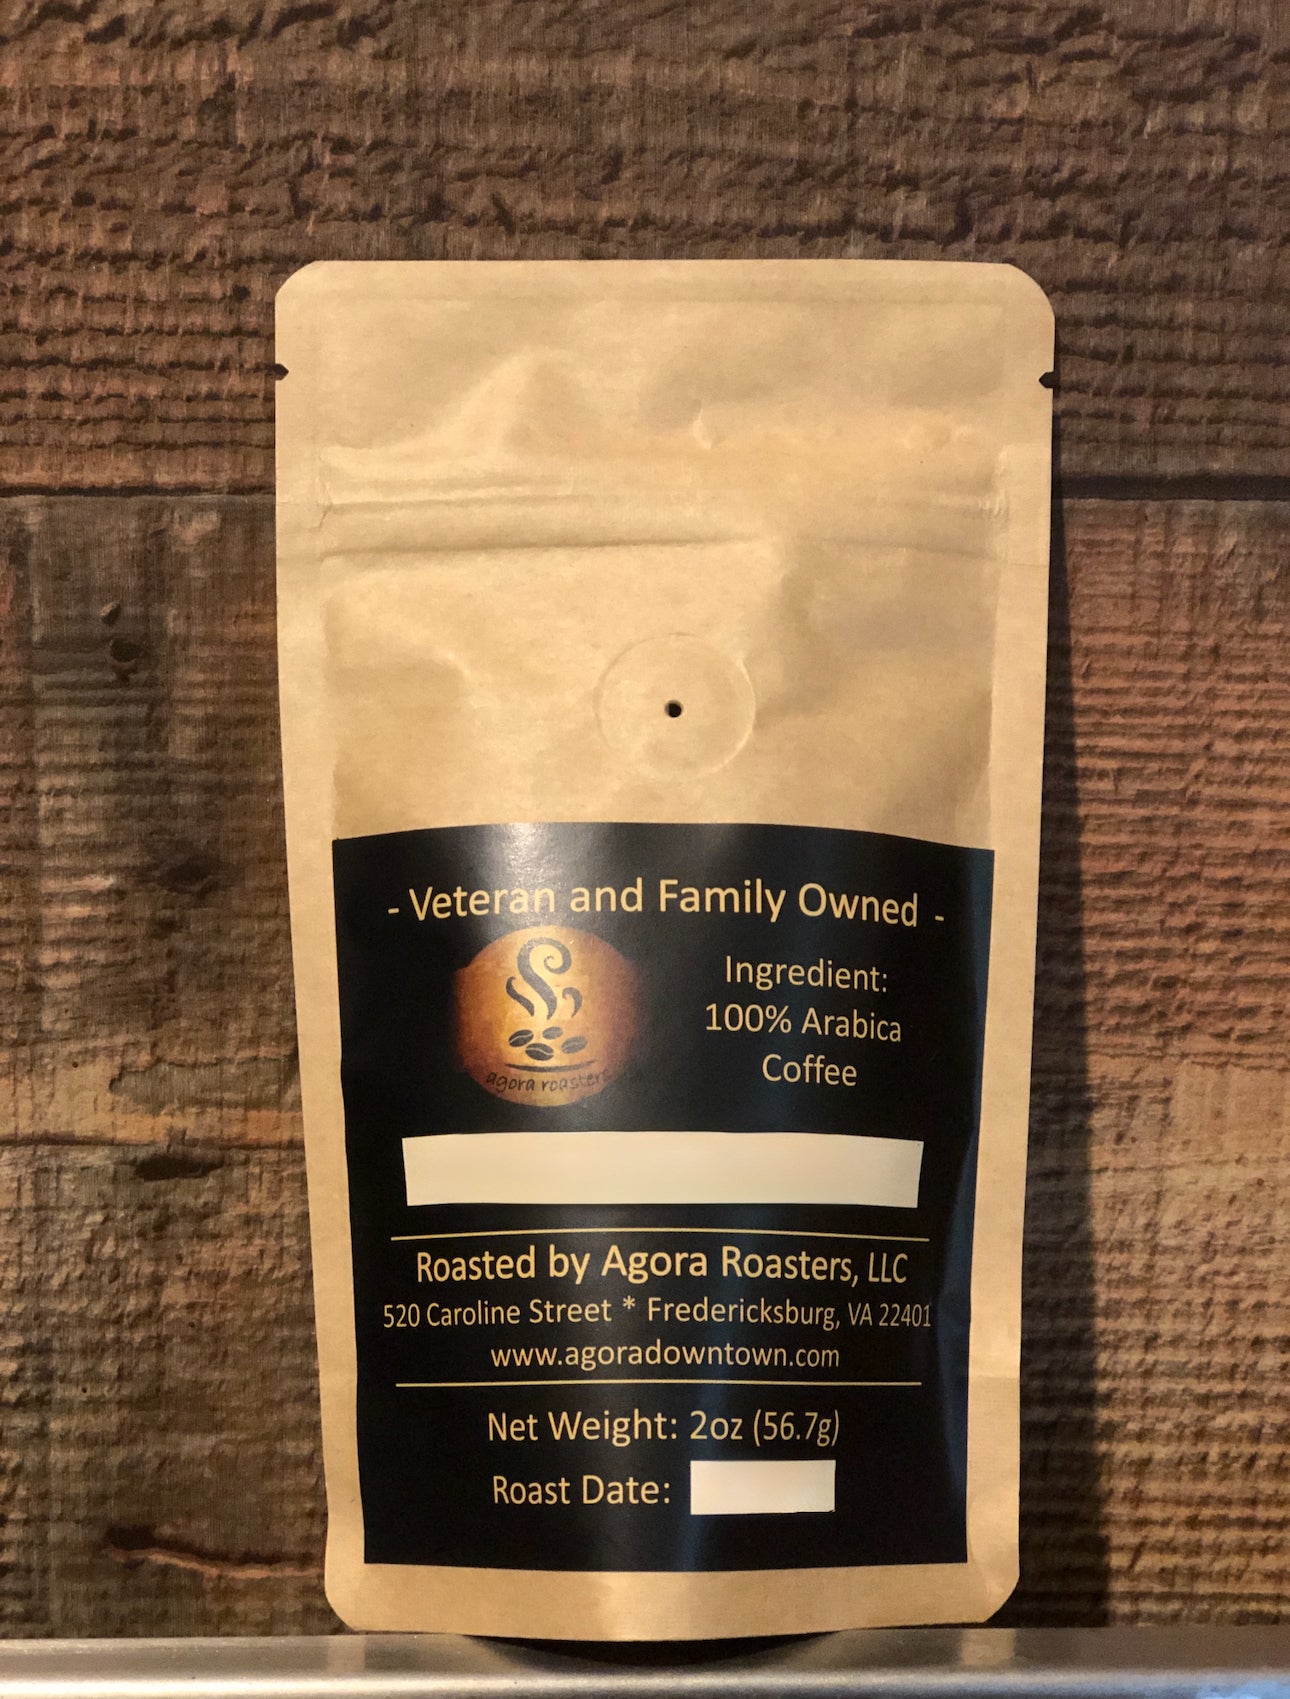 - Veteran and Family Owned -
Ingredient:
100% Arabica
Coffee
agora roasters
Roasted by Agora Roasters, LLC
520 Caroline Street * Fredericksburg, VA 22401
www.agoradowntown.com
Net Weight: 2oz (56.7g)
Roast Date: